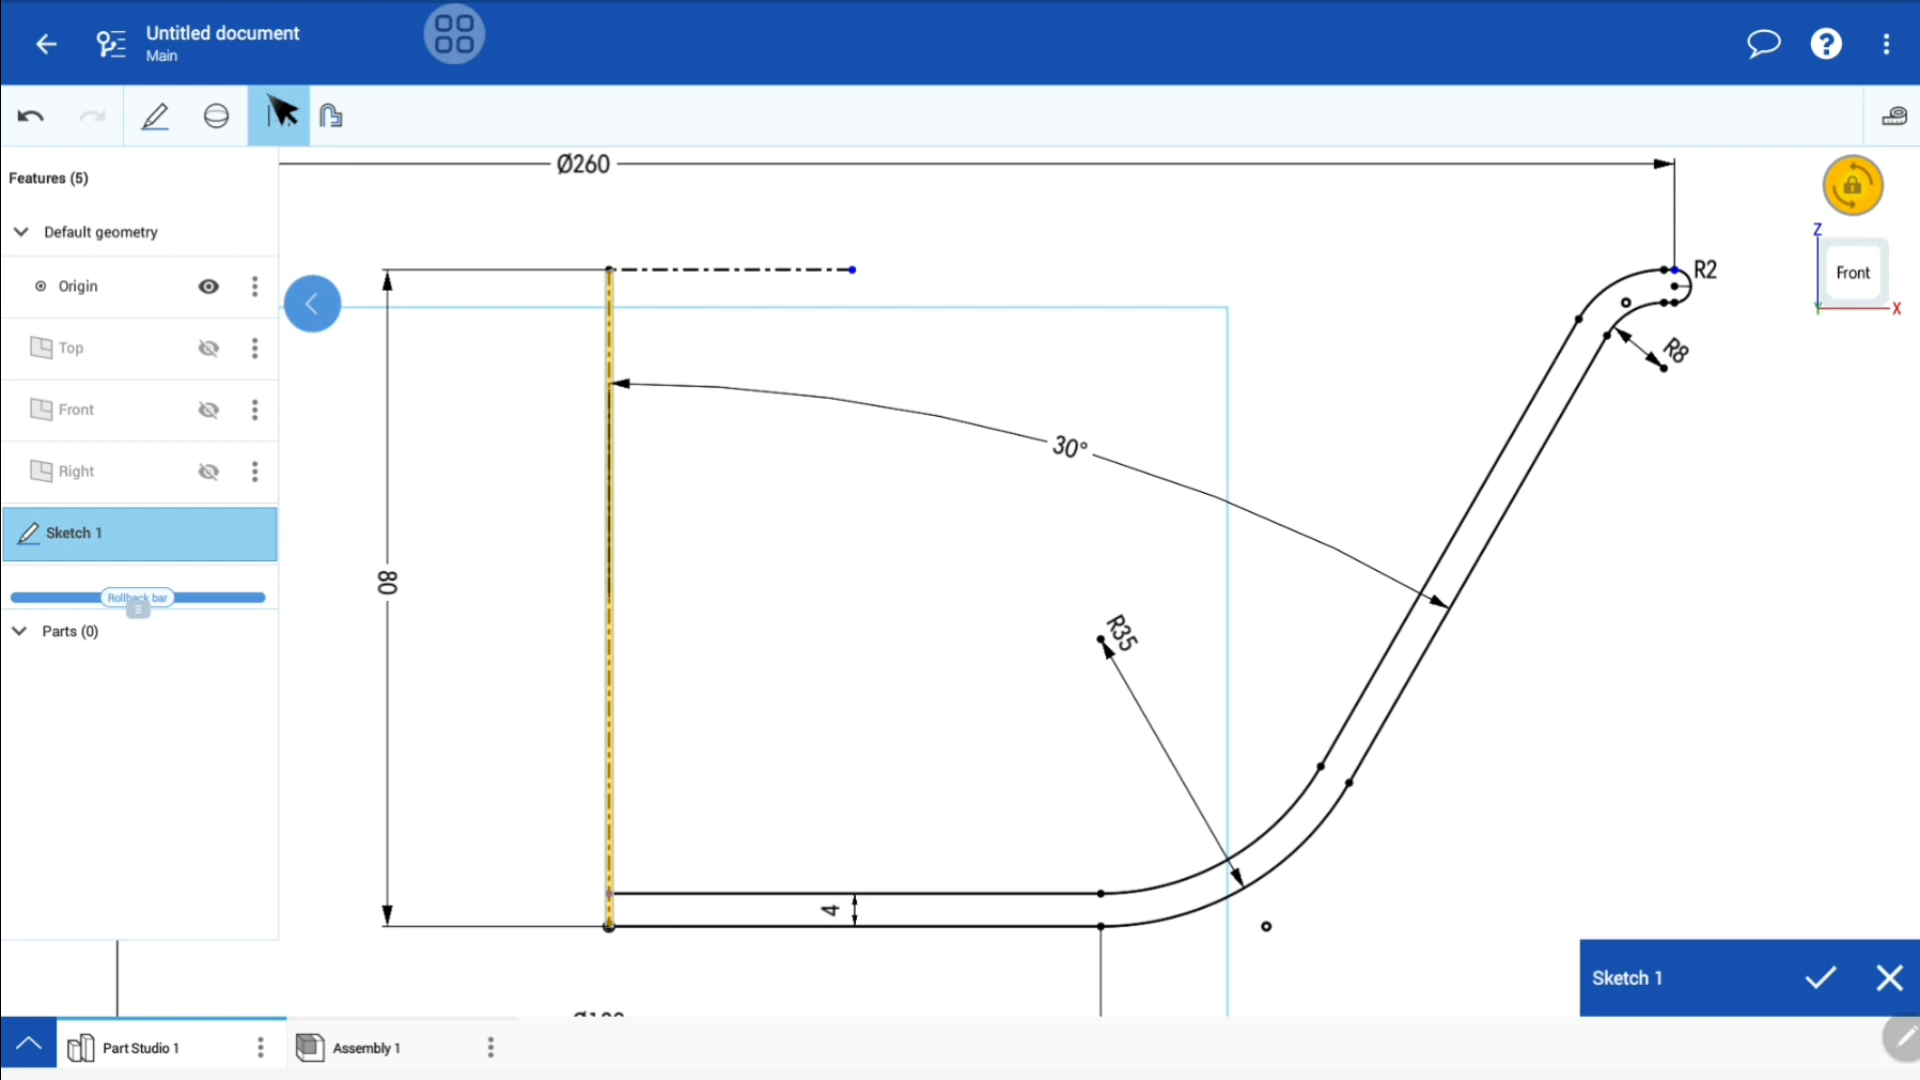 Untitled document
Main
Features (5)
Default geometry
Origin
Top
Front
Right
Sketch 1
Rollback bar
Parts (0)
Ø260
R2
R8
30°
80
R35
4
Z
Front
X
Sketch 1
Part Studio 1
Assembly 1